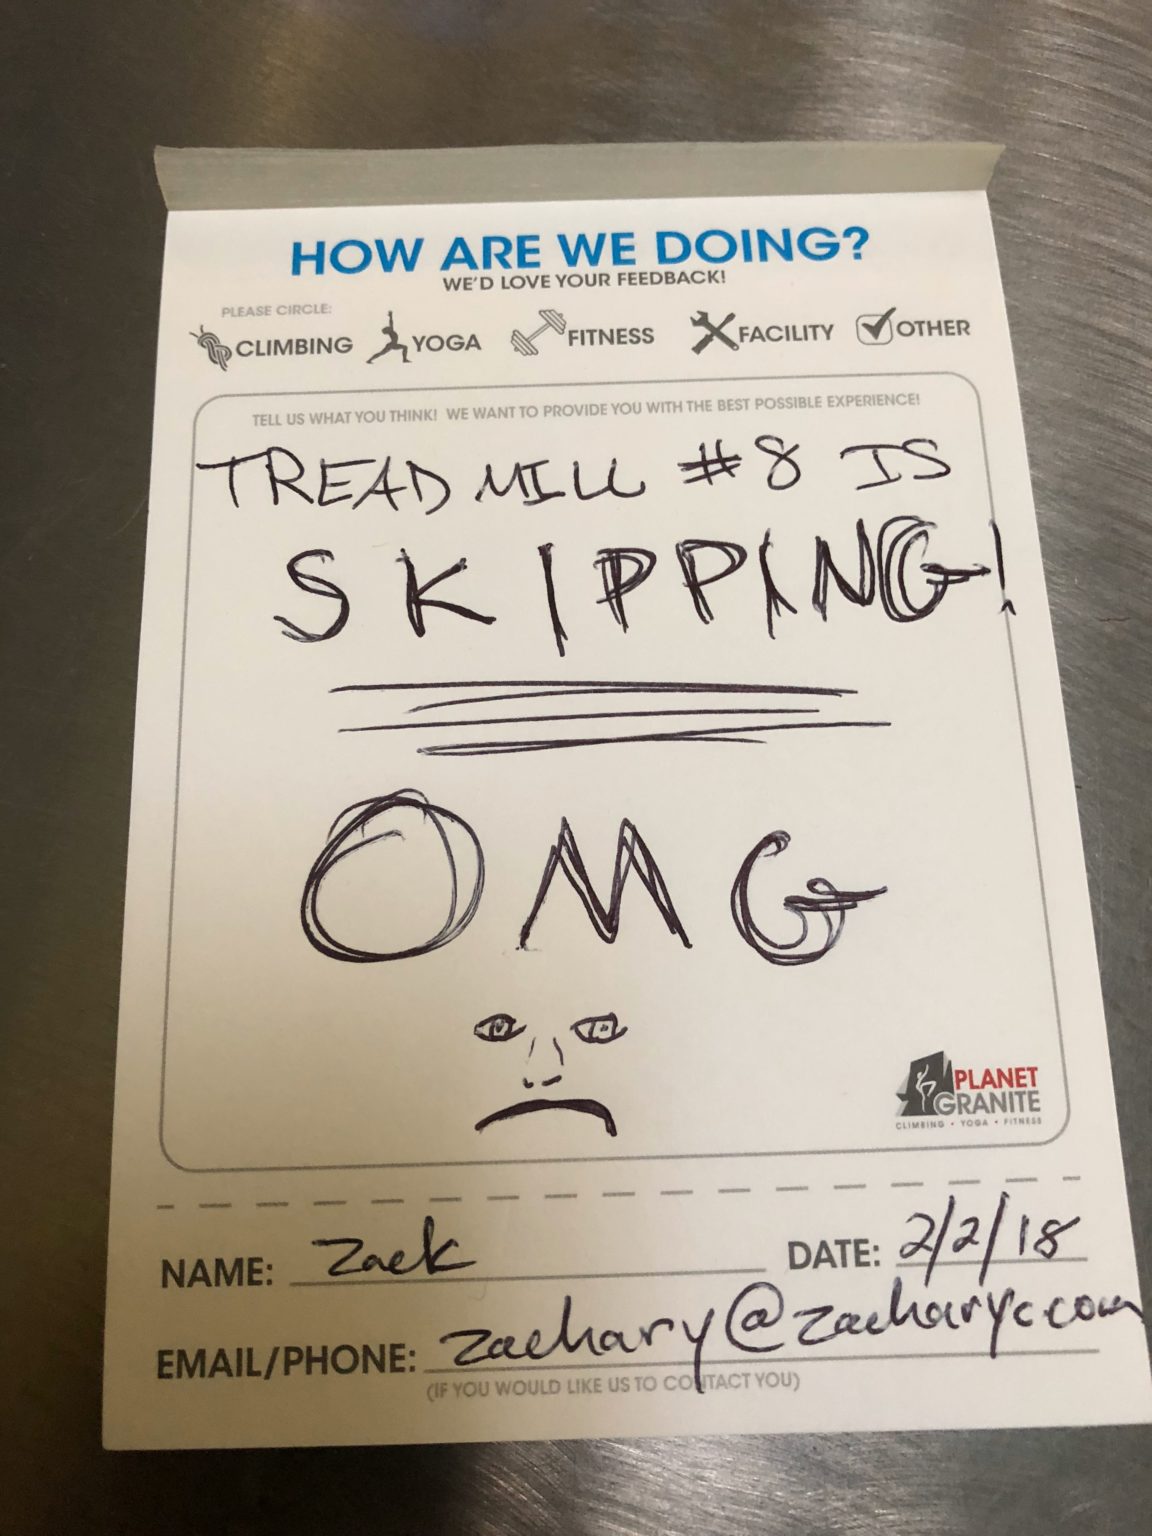 HOW ARE WE DOING?
WE'D LOVE YOUR FEEDBACK!
PLEASE CIRCLE:
CLIMBING YOGA FITNESS FACILITY OTHER
TELL US WHAT YOU THINK! WE WANT TO PROVIDE YOU WITH THE BEST POSSIBLE EXPERIENCE!
TREADMILL #8 IS
SKIPPING!
OMG
PLANET
GRANITE
CLIMBING • YOGA • FITNESS
NAME: Zack DATE: 2/2/18
EMAIL/PHONE: zachary@zacharyc.com
(IF YOU WOULD LIKE US TO CONTACT YOU)